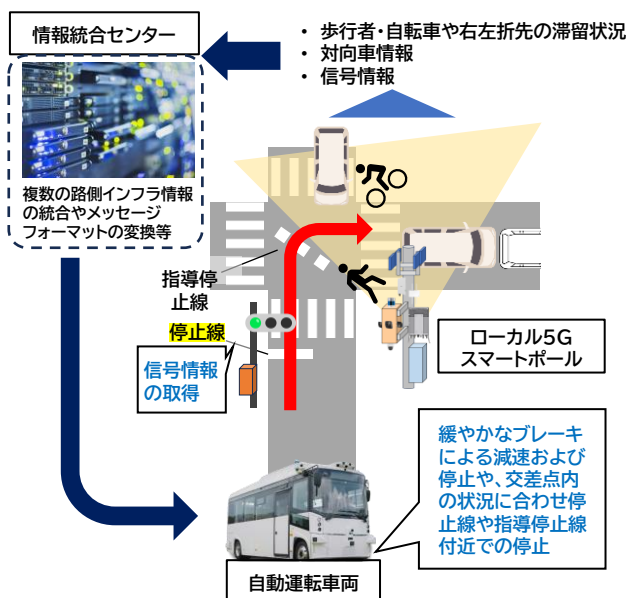 情報統合センター
・ 歩行者・自転車や右左折先の滞留状況
・ 対向車情報
・ 信号情報
複数の路側インフラ情報
の統合やメッセージ
フォーマットの変換等
指導停
止線
停止線
信号情報
の取得
ローカル5G
スマートポール
緩やかなブレーキ
による減速および
停止や、交差点内
の状況に合わせ停
止線や指導停止線
付近での停止
自動運転車両